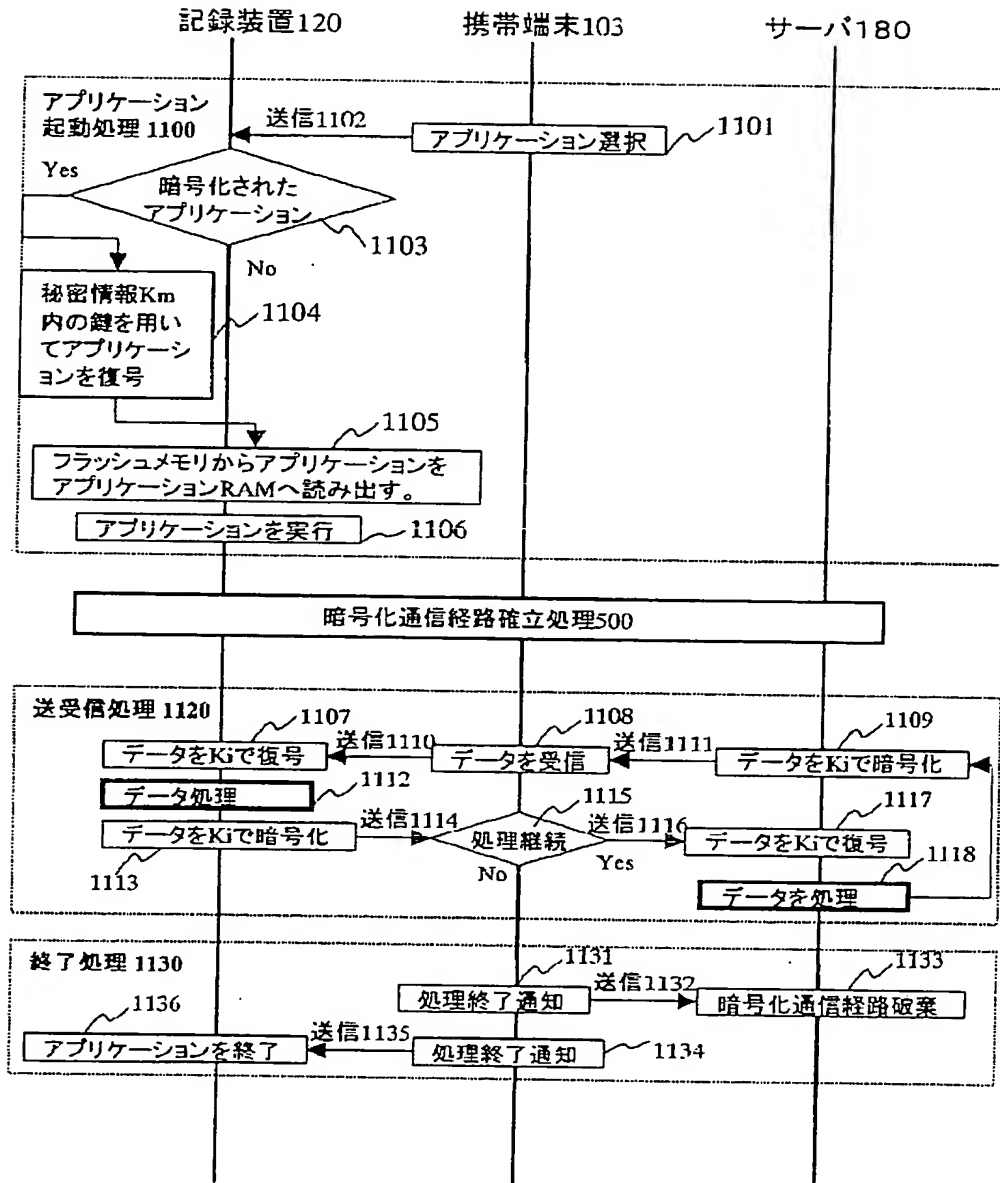 記録装置120
携帯端末103
サーバ180
アプリケーション
起動処理 1100
送信1102
アプリケーション選択
1101
Yes
暗号化された
アプリケーション
1103
No
秘密情報Km
内の鍵を用い
てアプリケーシ
ョンを復号
1104
1105
フラッシュメモリからアプリケーションを
アプリケーションRAMへ読み出す。
アプリケーションを実行
1106
暗号化通信経路確立処理500
送受信処理 1120
1107
1108
1109
データをKiで復号
送信1110
データを受信
送信1111
データをKiで暗号化
データ処理
1112
1115
1117
データをKiで暗号化
送信1114
処理継続
送信1116
データをKiで復号
1113
No
Yes
1118
データを処理
終了処理 1130
1131
1133
処理終了通知
送信1132
暗号化通信経路破棄
1136
アプリケーションを終了
送信1135
処理終了通知
1134